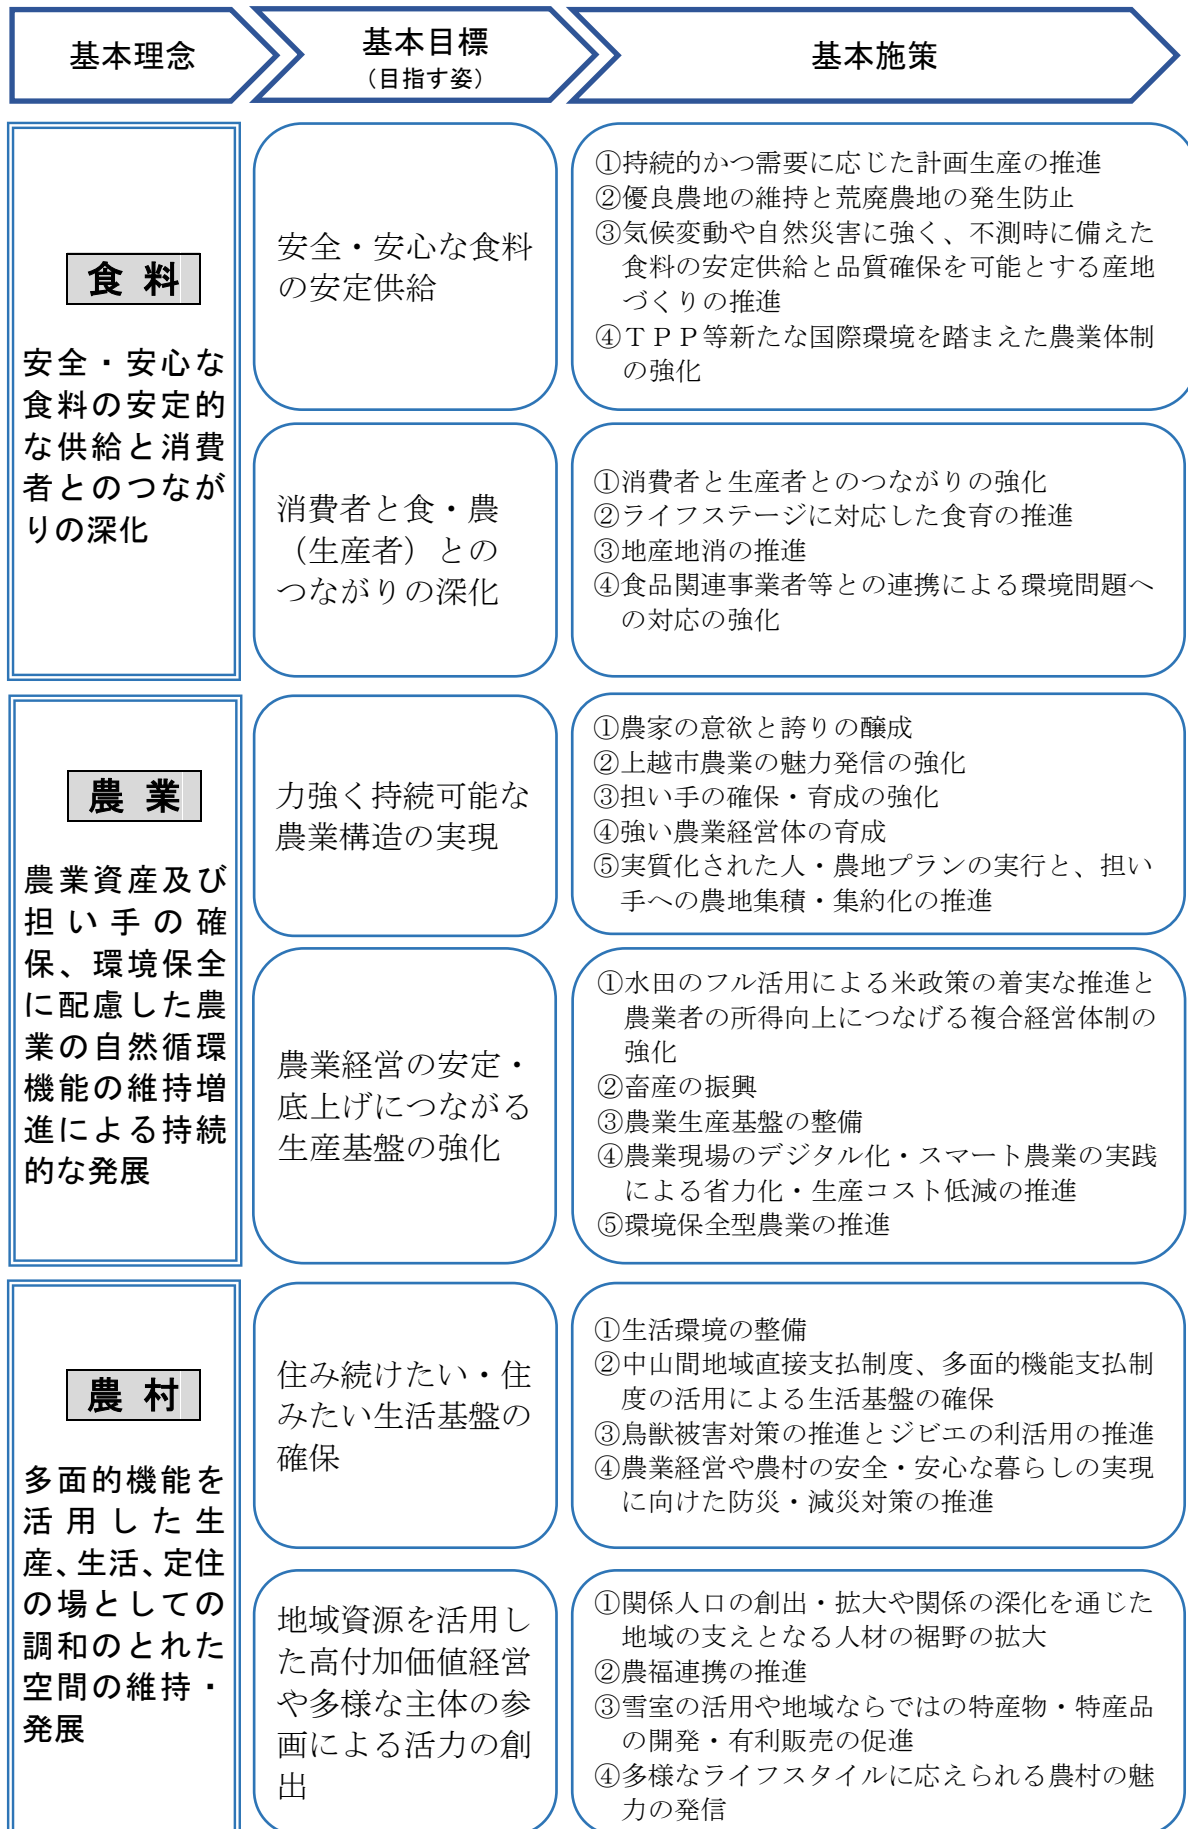 基本理念
基本目標
（目指す姿）
基本施策
食 料
安全・安心な
食料の安定的
な供給と消費
者とのつなが
りの深化
安全・安心な食料
の安定供給
①持続的かつ需要に応じた計画生産の推進
②優良農地の維持と荒廃農地の発生防止
③気候変動や自然災害に強く、不測時に備えた
食料の安定供給と品質確保を可能とする産地
づくりの推進
④ＴＰＰ等新たな国際環境を踏まえた農業体制
の強化
消費者と食・農
（生産者）との
つながりの深化
①消費者と生産者とのつながりの強化
②ライフステージに対応した食育の推進
③地産地消の推進
④食品関連事業者等との連携による環境問題へ
の対応の強化
農 業
農業資産及び
担い手の確
保、環境保全
に配慮した農
業の自然循環
機能の維持増
進による持続
的な発展
力強く持続可能な
農業構造の実現
①農家の意欲と誇りの醸成
②上越市農業の魅力発信の強化
③担い手の確保・育成の強化
④強い農業経営体の育成
⑤実質化された人・農地プランの実行と、担い
手への農地集積・集約化の推進
農業経営の安定・
底上げにつながる
生産基盤の強化
①水田のフル活用による米政策の着実な推進と
農業者の所得向上につなげる複合経営体制の
強化
②畜産の振興
③農業生産基盤の整備
④農業現場のデジタル化・スマート農業の実践
による省力化・生産コスト低減の推進
⑤環境保全型農業の推進
農 村
多面的機能を
活用した生
産、生活、定住
の場としての
調和のとれた
空間の維持・
発展
住み続けたい・住
みたい生活基盤の
確保
①生活環境の整備
②中山間地域直接支払制度、多面的機能支払制
度の活用による生活基盤の確保
③鳥獣被害対策の推進とジビエの利活用の推進
④農業経営や農村の安全・安心な暮らしの実現
に向けた防災・減災対策の推進
地域資源を活用し
た高付加価値経営
や多様な主体の参
画による活力の創
出
①関係人口の創出・拡大や関係の深化を通じた
地域の支えとなる人材の裾野の拡大
②農福連携の推進
③雪室の活用や地域ならではの特産物・特産品
の開発・有利販売の促進
④多様なライフスタイルに応えられる農村の魅
力の発信